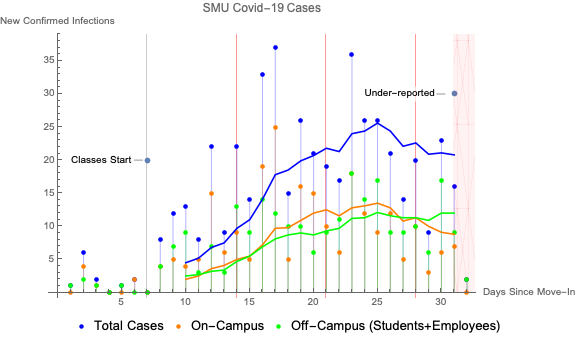 SMU Covid-19 Cases
New Confirmed Infections
35
30
Under-reported
25
20
Classes Start
15
10
5
5
10
15
20
25
30
Days Since Move-In
Total Cases
On-Campus
Off-Campus (Students+Employees)